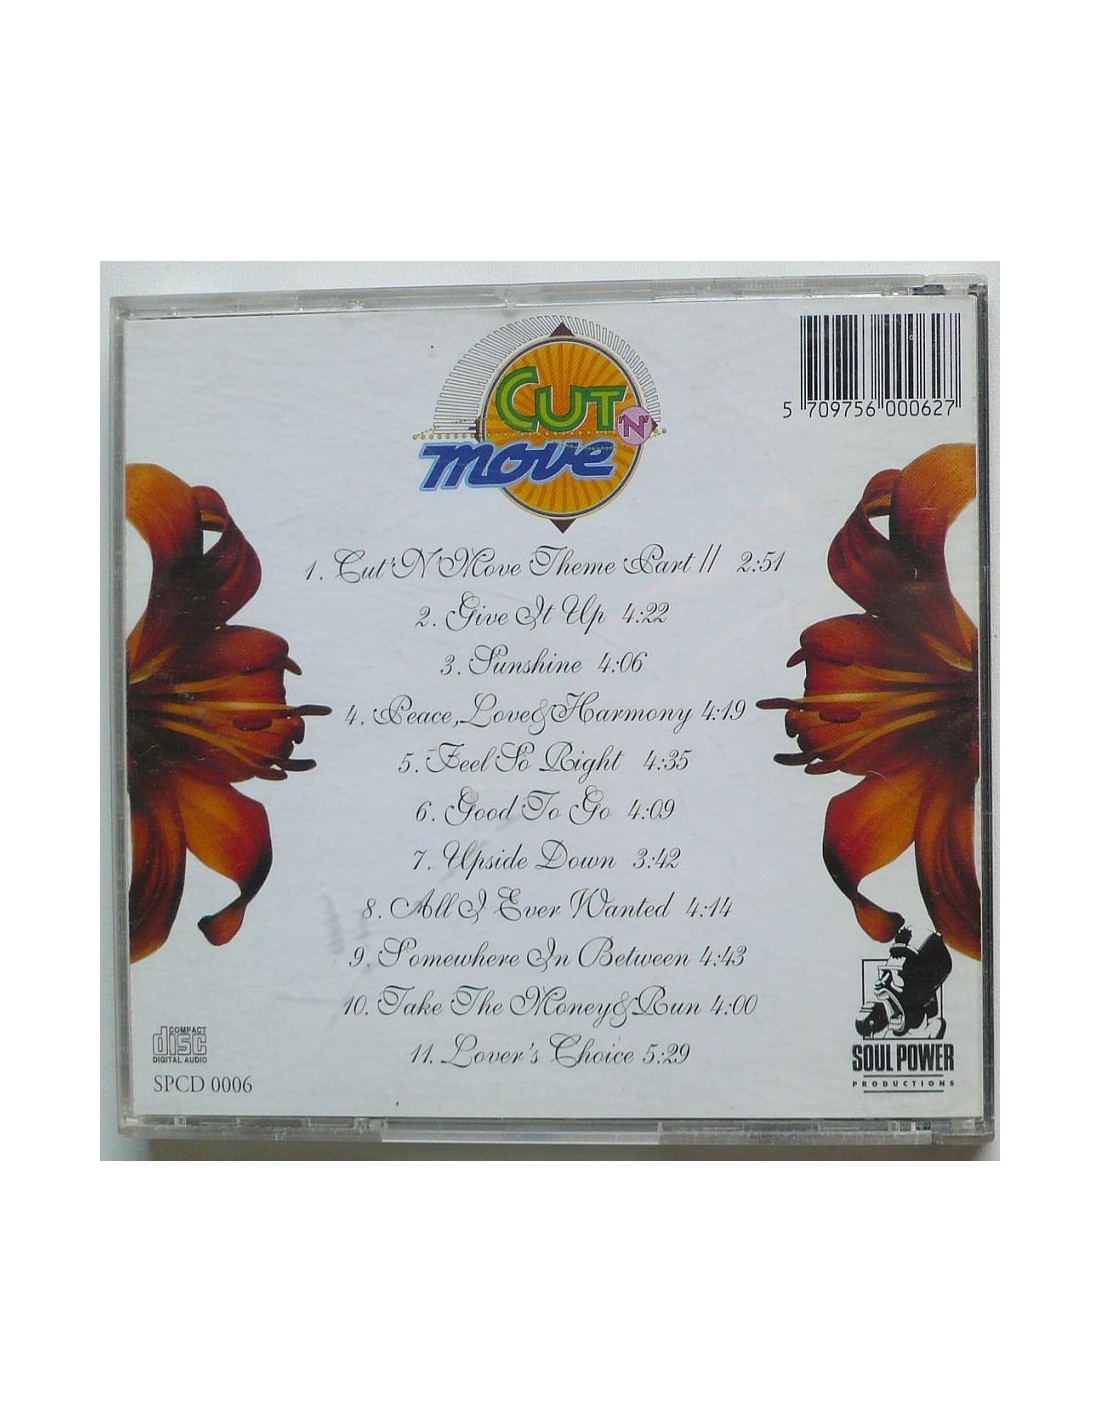 CUT 'N'
move
5 709756 000627
1. Cut 'N' Move Theme Part II 2:51
2. Give It Up 4:22
3. Sunshine 4:06
4. Peace, Love & Harmony 4:19
5. Feel So Right 4:35
6. Good To Go 4:09
7. Upside Down 3:42
8. All I Ever Wanted 4:14
9. Somewhere In Between 4:43
10. Take The Money & Run 4:00
11. Lover's Choice 5:29
COMPACT
disc
DIGITAL AUDIO
SPCD 0006
SOUL POWER
PRODUCTIONS